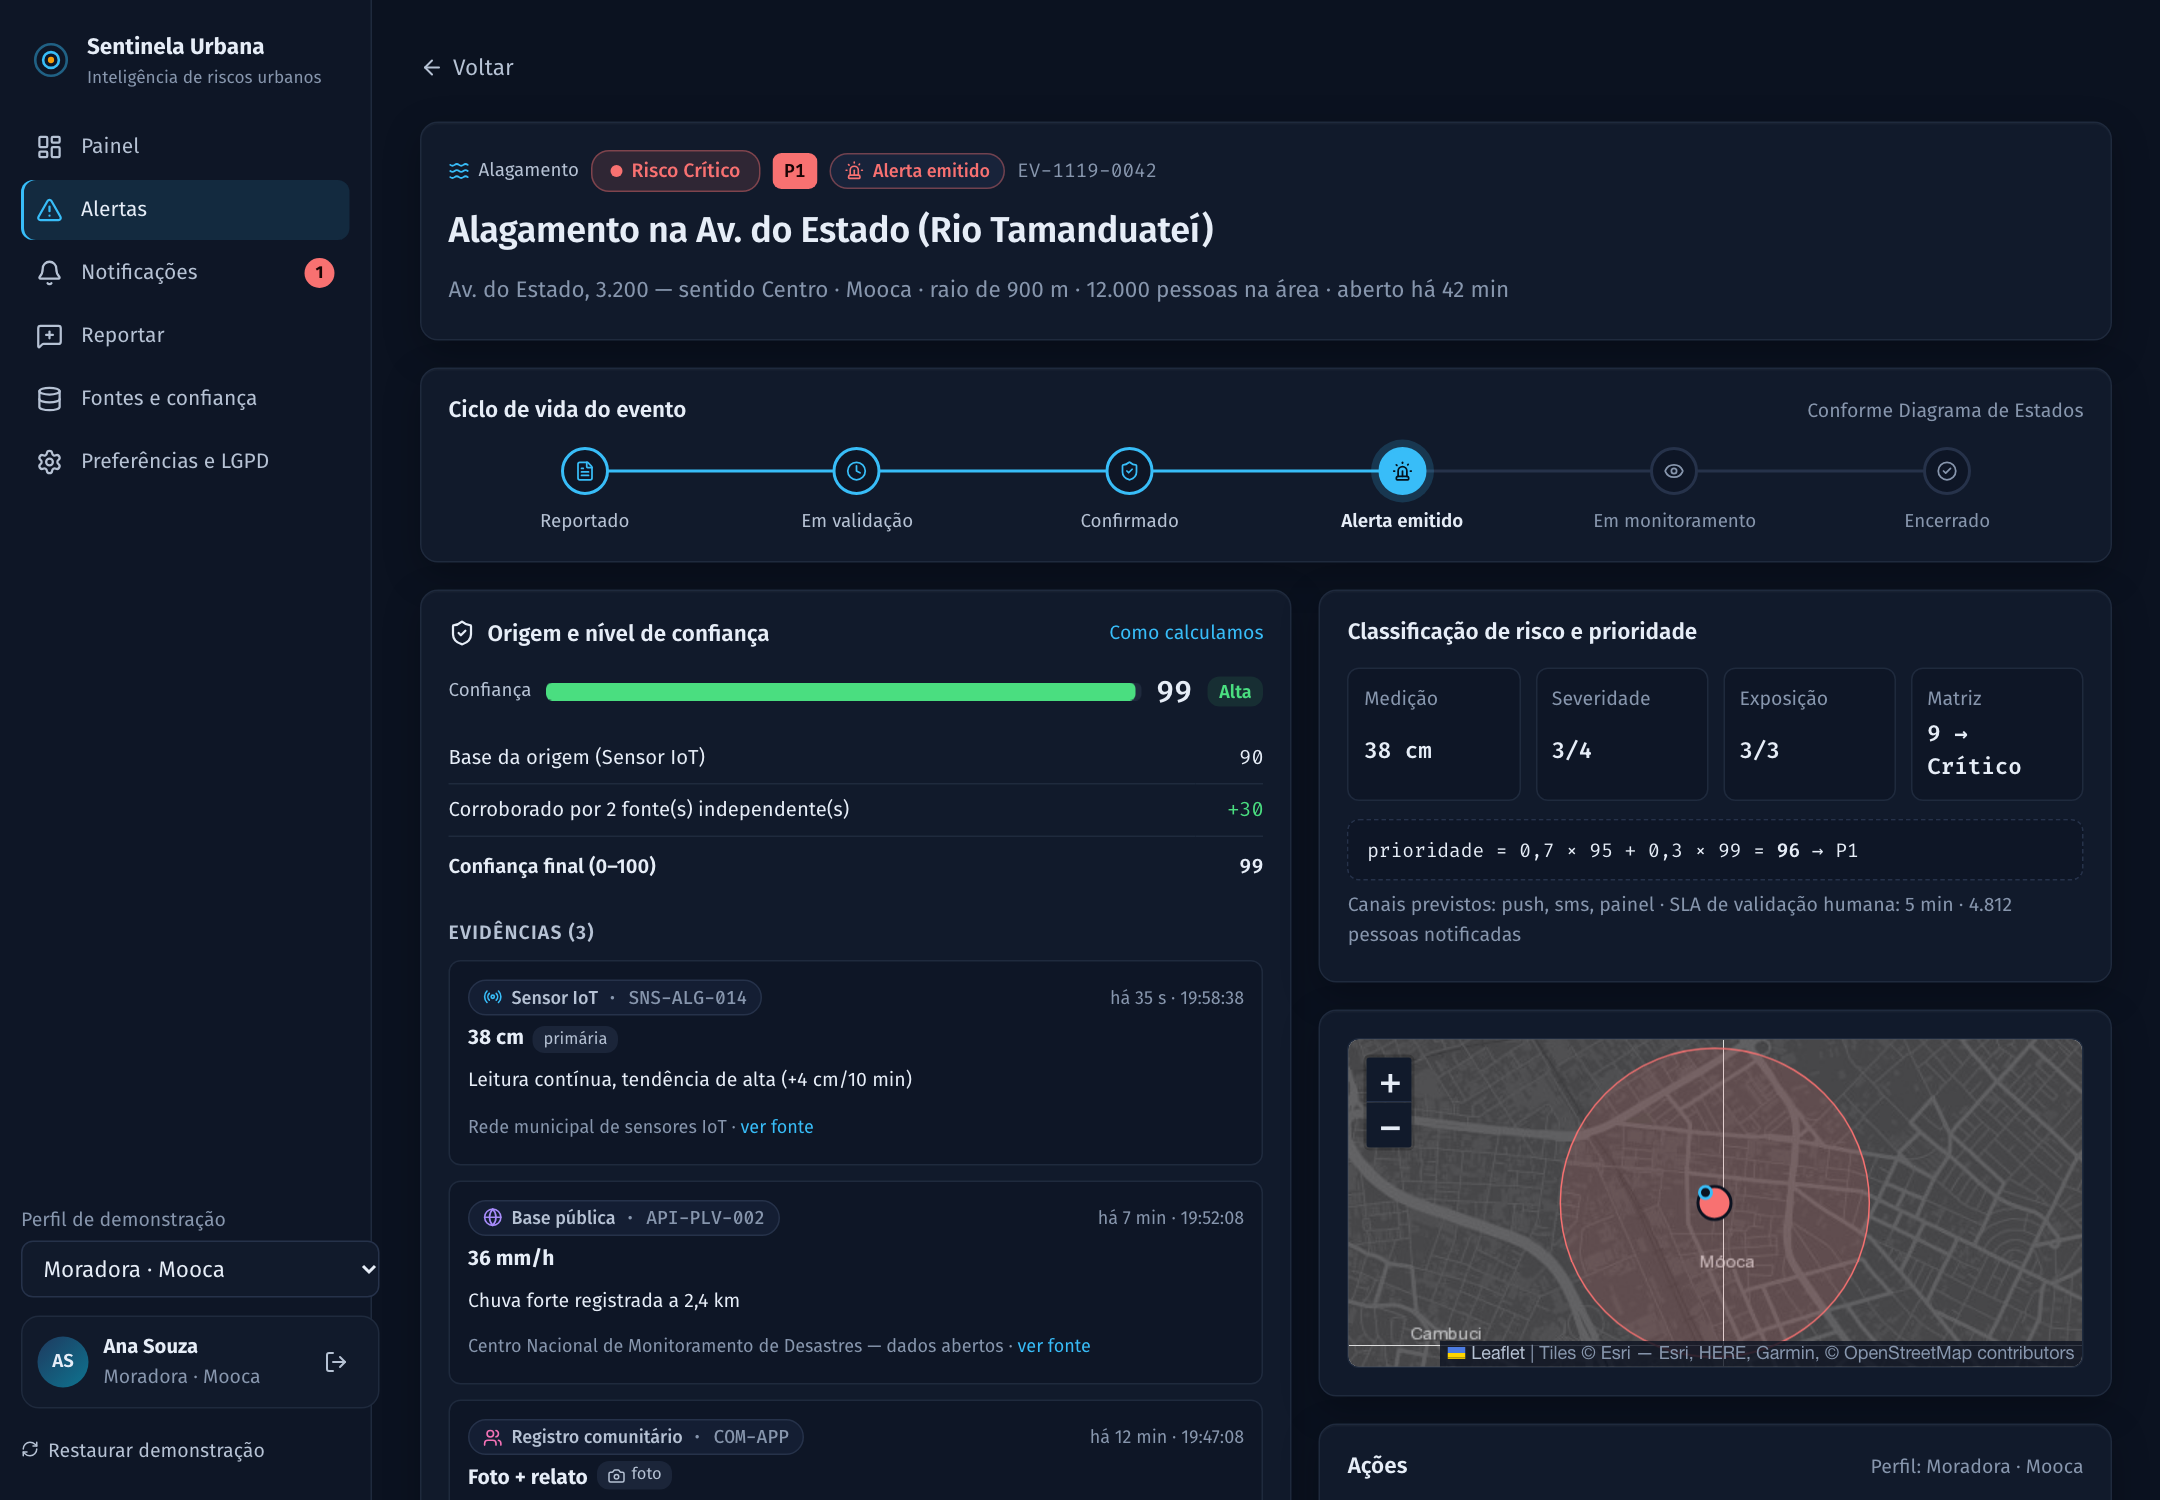 Sentinela Urbana
Inteligência de riscos urbanos
Painel
Alertas
Notificações 1
Reportar
Fontes e confiança
Preferências e LGPD
Perfil de demonstração
Moradora · Mooca
AS
Ana Souza
Moradora · Mooca
Restaurar demonstração
Voltar
Alagamento Risco Crítico P1 Alerta emitido EV-1119-0042
Alagamento na Av. do Estado (Rio Tamanduateí)
Av. do Estado, 3.200 — sentido Centro · Mooca · raio de 900 m · 12.000 pessoas na área · aberto há 42 min
Ciclo de vida do evento
Conforme Diagrama de Estados
Reportado
Em validação
Confirmado
Alerta emitido
Em monitoramento
Encerrado
Origem e nível de confiança
Como calculamos
Confiança 99 Alta
Base da origem (Sensor IoT) 90
Corroborado por 2 fonte(s) independente(s) +30
Confiança final (0–100) 99
EVIDÊNCIAS (3)
Sensor IoT · SNS-ALG-014 há 35 s · 19:58:38
38 cm primária
Leitura contínua, tendência de alta (+4 cm/10 min)
Rede municipal de sensores IoT · ver fonte
Base pública · API-PLV-002 há 7 min · 19:52:08
36 mm/h
Chuva forte registrada a 2,4 km
Centro Nacional de Monitoramento de Desastres — dados abertos · ver fonte
Registro comunitário · COM-APP há 12 min · 19:47:08
Foto + relato foto
Classificação de risco e prioridade
Medição
38 cm
Severidade
3/4
Exposição
3/3
Matriz
9 →
Crítico
prioridade = 0,7 × 95 + 0,3 × 99 = 96 → P1
Canais previstos: push, sms, painel · SLA de validação humana: 5 min · 4.812
pessoas notificadas
+
−
Móoca
Cambuci
Leaflet | Tiles © Esri — Esri, HERE, Garmin, © OpenStreetMap contributors
Ações
Perfil: Moradora · Mooca